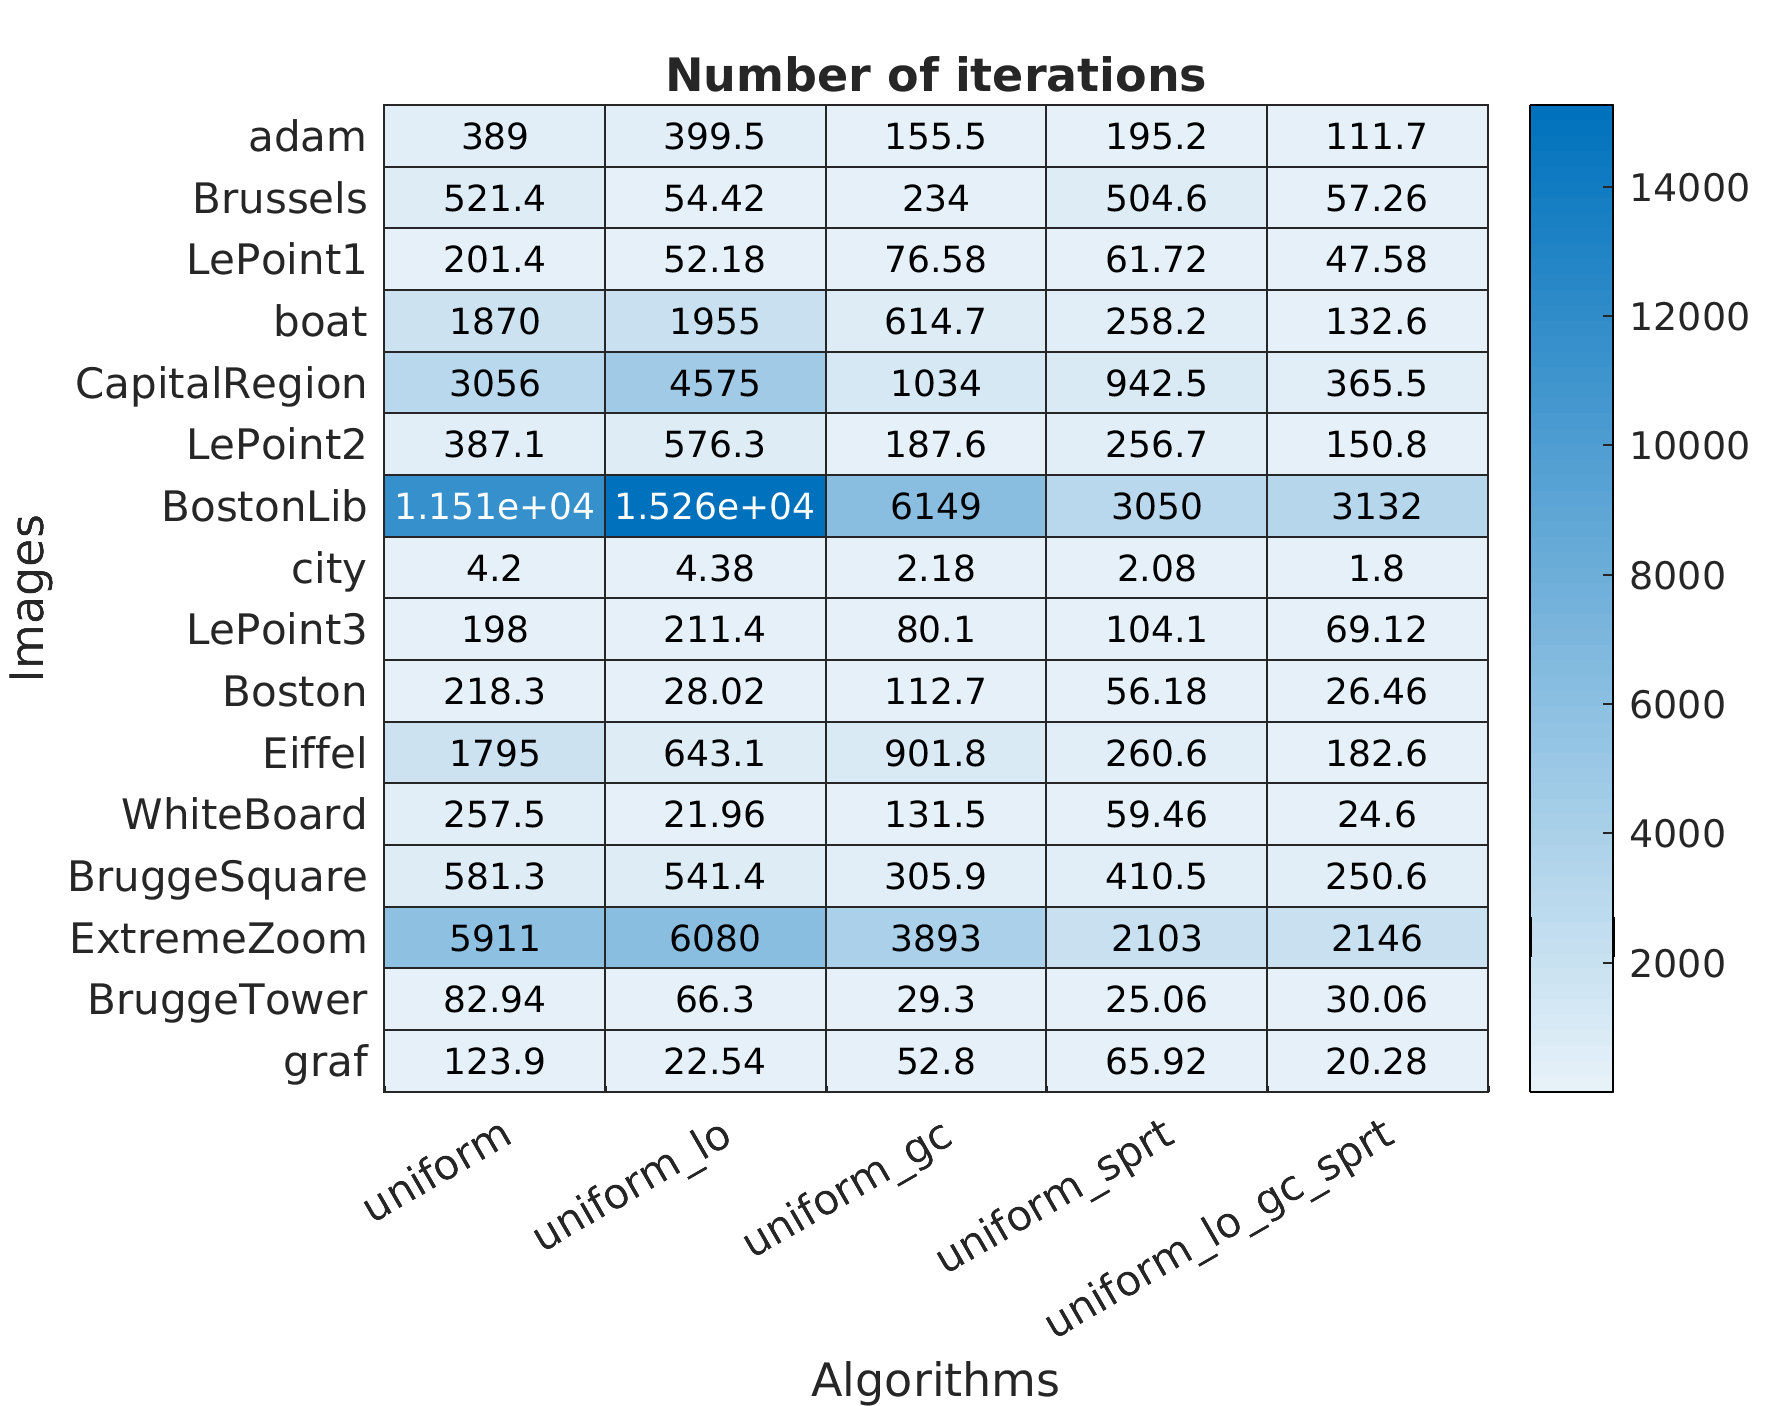 Number of iterations
adam 389 399.5 155.5 195.2 111.7
Brussels 521.4 54.42 234 504.6 57.26
LePoint1 201.4 52.18 76.58 61.72 47.58
boat 1870 1955 614.7 258.2 132.6
CapitalRegion 3056 4575 1034 942.5 365.5
LePoint2 387.1 576.3 187.6 256.7 150.8
BostonLib 1.151e+04 1.526e+04 6149 3050 3132
city 4.2 4.38 2.18 2.08 1.8
LePoint3 198 211.4 80.1 104.1 69.12
Boston 218.3 28.02 112.7 56.18 26.46
Eiffel 1795 643.1 901.8 260.6 182.6
WhiteBoard 257.5 21.96 131.5 59.46 24.6
BruggeSquare 581.3 541.4 305.9 410.5 250.6
ExtremeZoom 5911 6080 3893 2103 2146
BruggeTower 82.94 66.3 29.3 25.06 30.06
graf 123.9 22.54 52.8 65.92 20.28
uniform uniform_lo uniform_gc uniform_sprt uniform_lo_gc_sprt
Algorithms
Images
14000
12000
10000
8000
6000
4000
2000